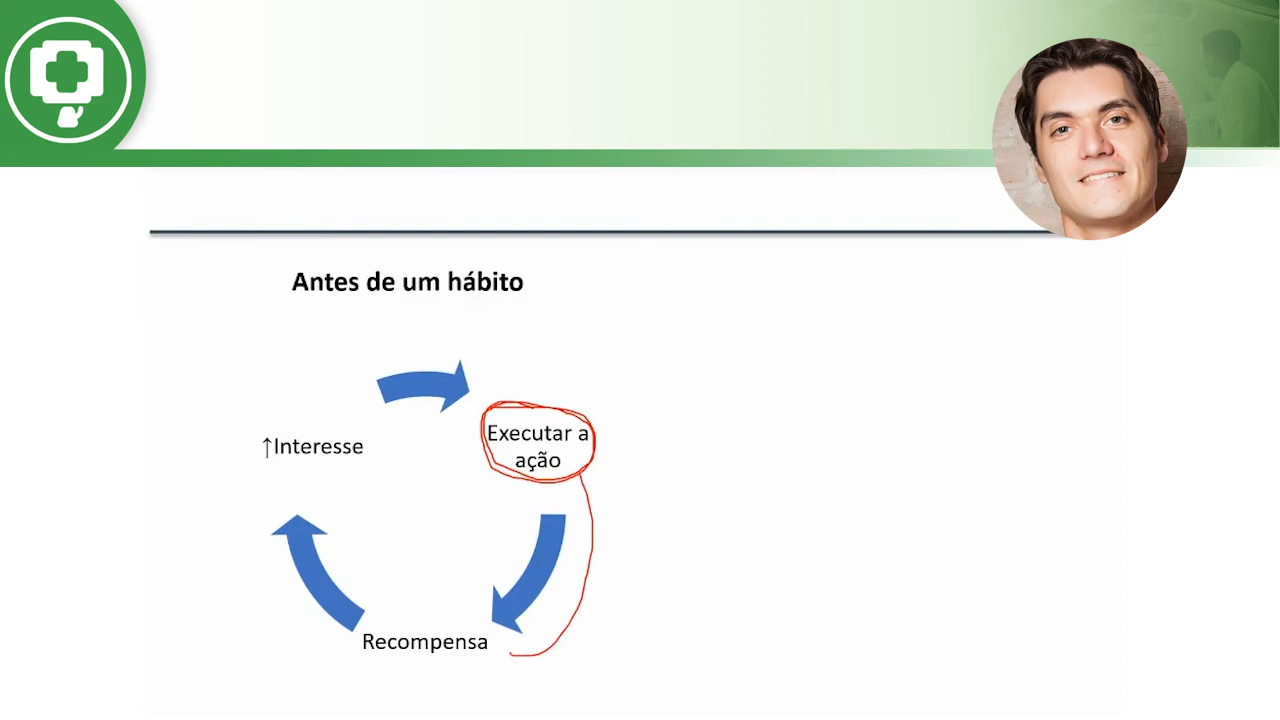 Antes de um hábito
↑Interesse
Executar a
ação
Recompensa